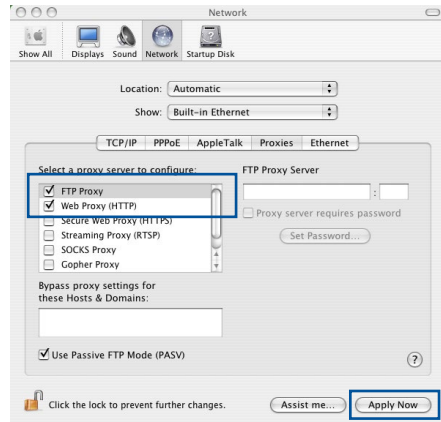 Network
Show All Displays Sound Network Startup Disk
Location: Automatic
Show: Built-in Ethernet
TCP/IP PPPoE AppleTalk Proxies Ethernet
Select a proxy server to configure: FTP Proxy Server
FTP Proxy
Web Proxy (HTTP) :
Secure Web Proxy (HTTPS) Proxy server requires password
Streaming Proxy (RTSP) Set Password...
SOCKS Proxy
Gopher Proxy
Bypass proxy settings for
these Hosts & Domains:
Use Passive FTP Mode (PASV) ?
Click the lock to prevent further changes. Assist me... Apply Now